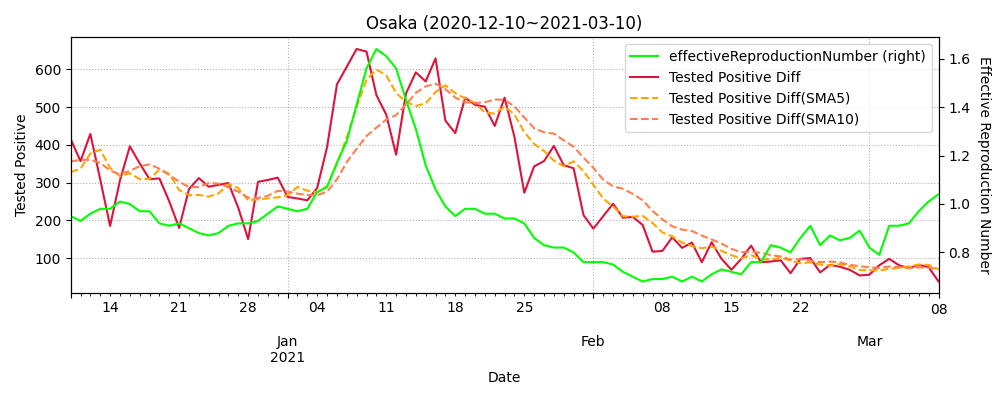 Osaka (2020-12-10~2021-03-10)
effectiveReproductionNumber (right)
Tested Positive Diff
Tested Positive Diff(SMA5)
Tested Positive Diff(SMA10)
Tested Positive
600
500
400
300
200
100
1.6
1.4
1.2
1.0
0.8
Effective Reproduction Number
14 21 28 04 11 18 25 08 15 22 08
Jan Feb Mar
2021
Date